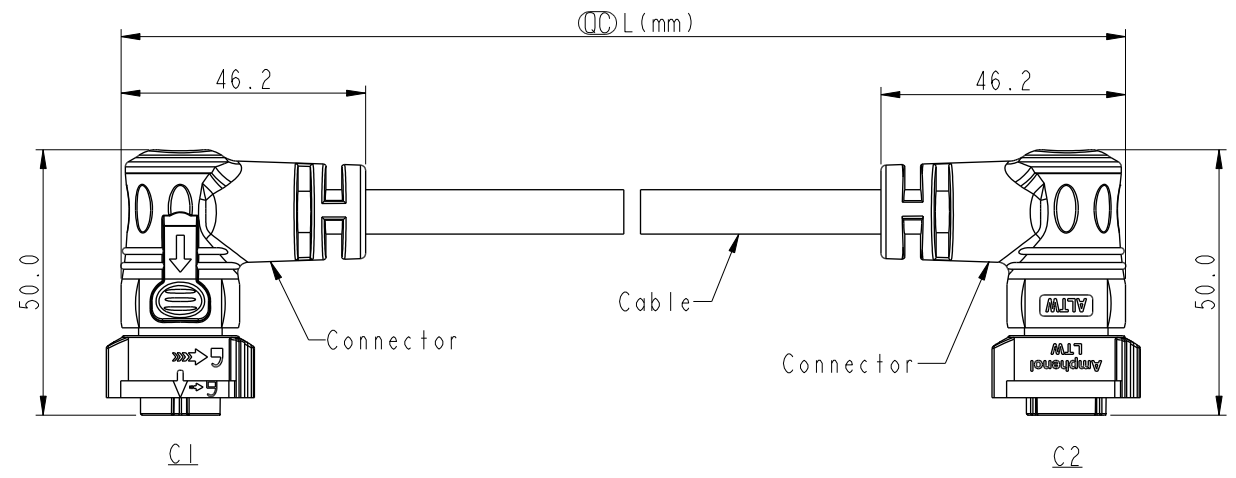 QC L(mm)
46.2
46.2
50.0
50.0
Cable
Connector
Connector
ALTW
Amphenol
LTW
C1
C2